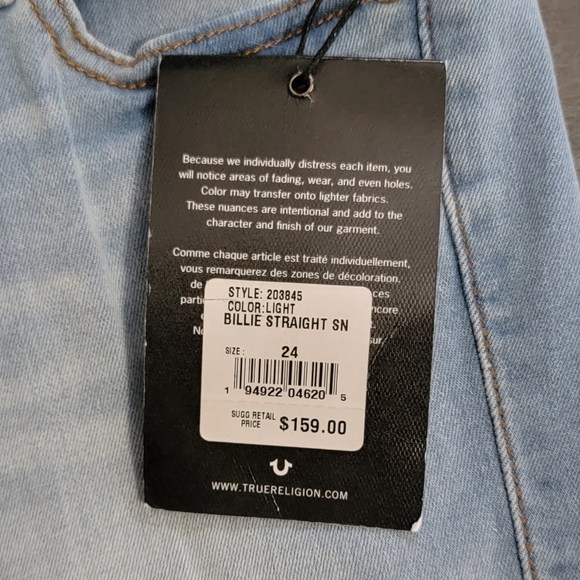 Because we individually distress each item, you
will notice areas of fading, wear, and even holes.
Color may transfer onto lighter fabrics.
These nuances are intentional and add to the
character and finish of our garment.
Comme chaque article est traité individuellement,
vous remarquerez des zones de décoloration.
de
STYLE: 203845
COLOR:LIGHT
BILLIE STRAIGHT SN
SIZE: 24
1 94922 04620 5
SUGG RETAIL
PRICE $159.00
WWW.TRUERELIGION.COM